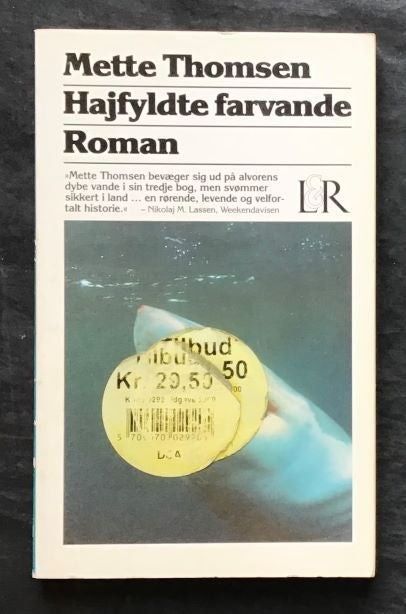 Mette Thomsen
Hajfyldte farvande
Roman
»Mette Thomsen bevæger sig ud på alvorens
dybe vande i sin tredje bog, men svømmer
sikkert i land ... en rørende, levende og velfor-
talt historie.« – Nikolaj M. Lassen, Weekendavisen
L&R
Tilbud
50
Kr. 29,50